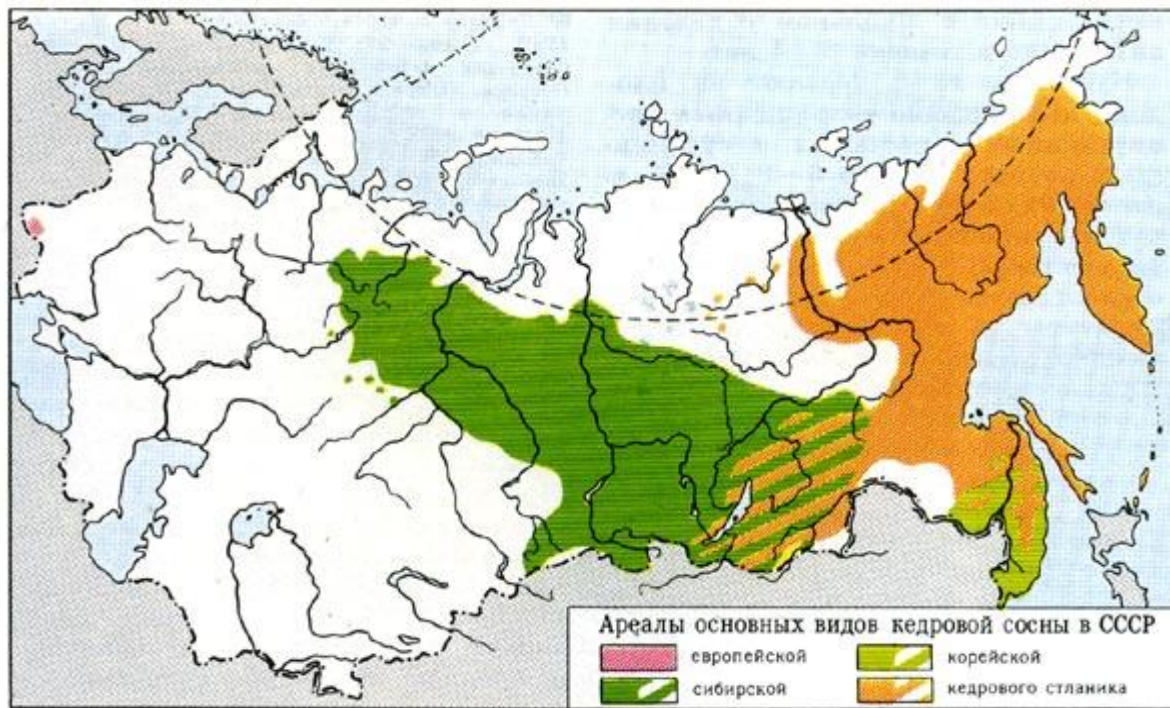 Ареалы основных видов кедровой сосны в СССР
европейской
корейской
сибирской
кедрового стланика